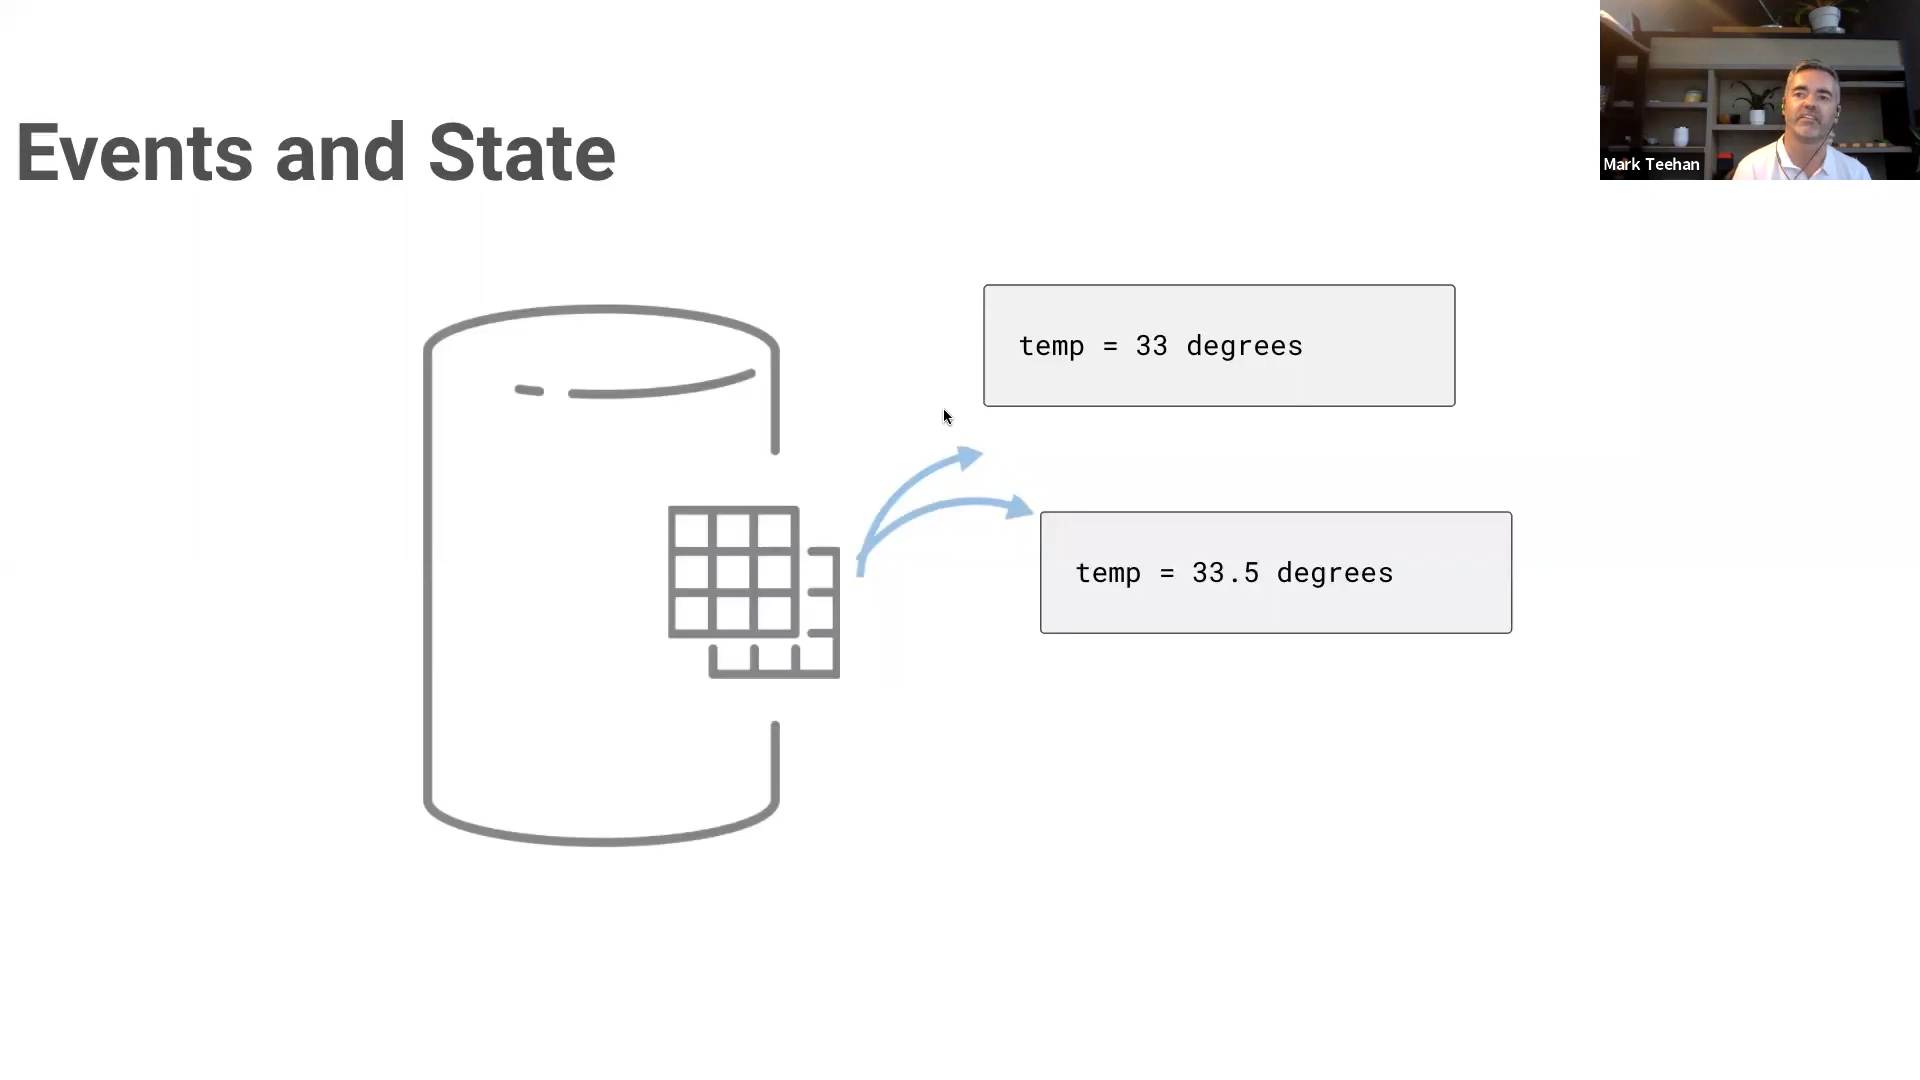 Events and State
Mark Teehan
temp = 33 degrees
temp = 33.5 degrees